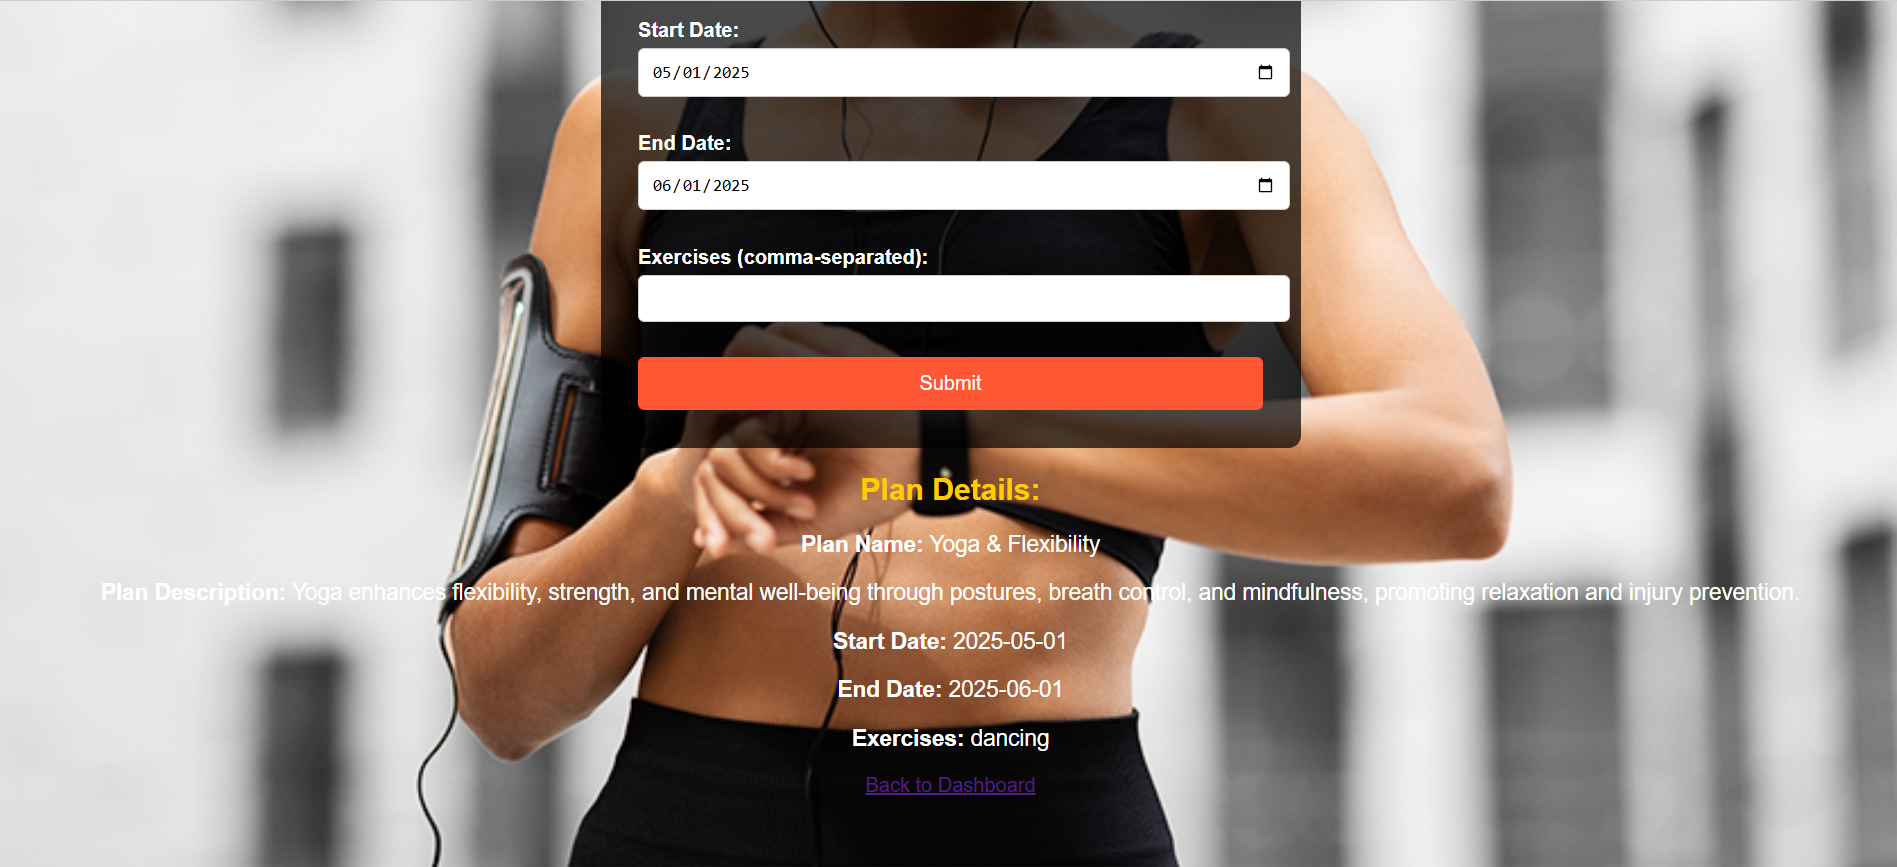 Start Date:
05/01/2025
End Date:
06/01/2025
Exercises (comma-separated):
Submit
Plan Details:
Plan Name: Yoga & Flexibility
Plan Description: Yoga enhances flexibility, strength, and mental well-being through postures, breath control, and mindfulness, promoting relaxation and injury prevention.
Start Date: 2025-05-01
End Date: 2025-06-01
Exercises: dancing
Back to Dashboard